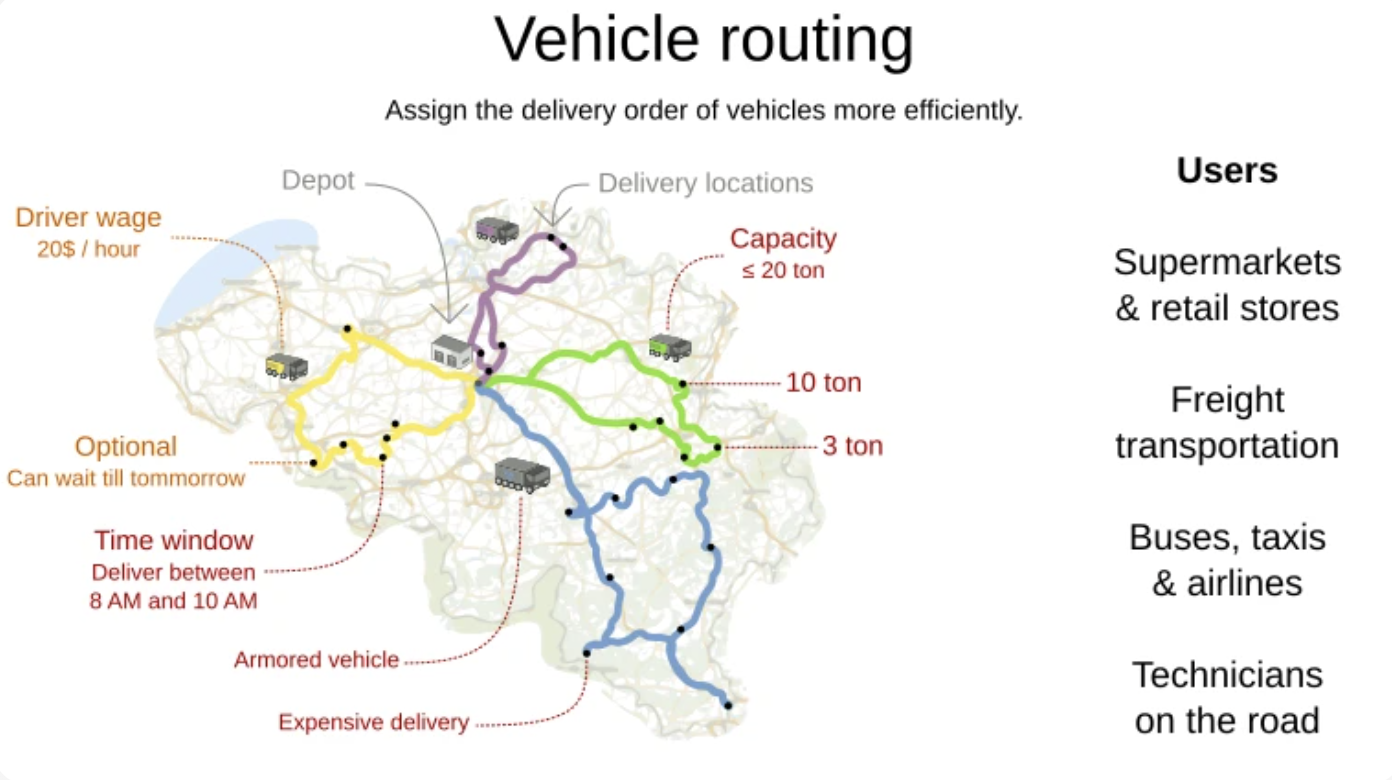 Vehicle routing
Assign the delivery order of vehicles more efficiently.
Depot
Delivery locations
Driver wage
20$ / hour
Capacity
≤ 20 ton
10 ton
3 ton
Optional
Can wait till tommorrow
Time window
Deliver between
8 AM and 10 AM
Armored vehicle
Expensive delivery
Users
Supermarkets
& retail stores
Freight
transportation
Buses, taxis
& airlines
Technicians
on the road